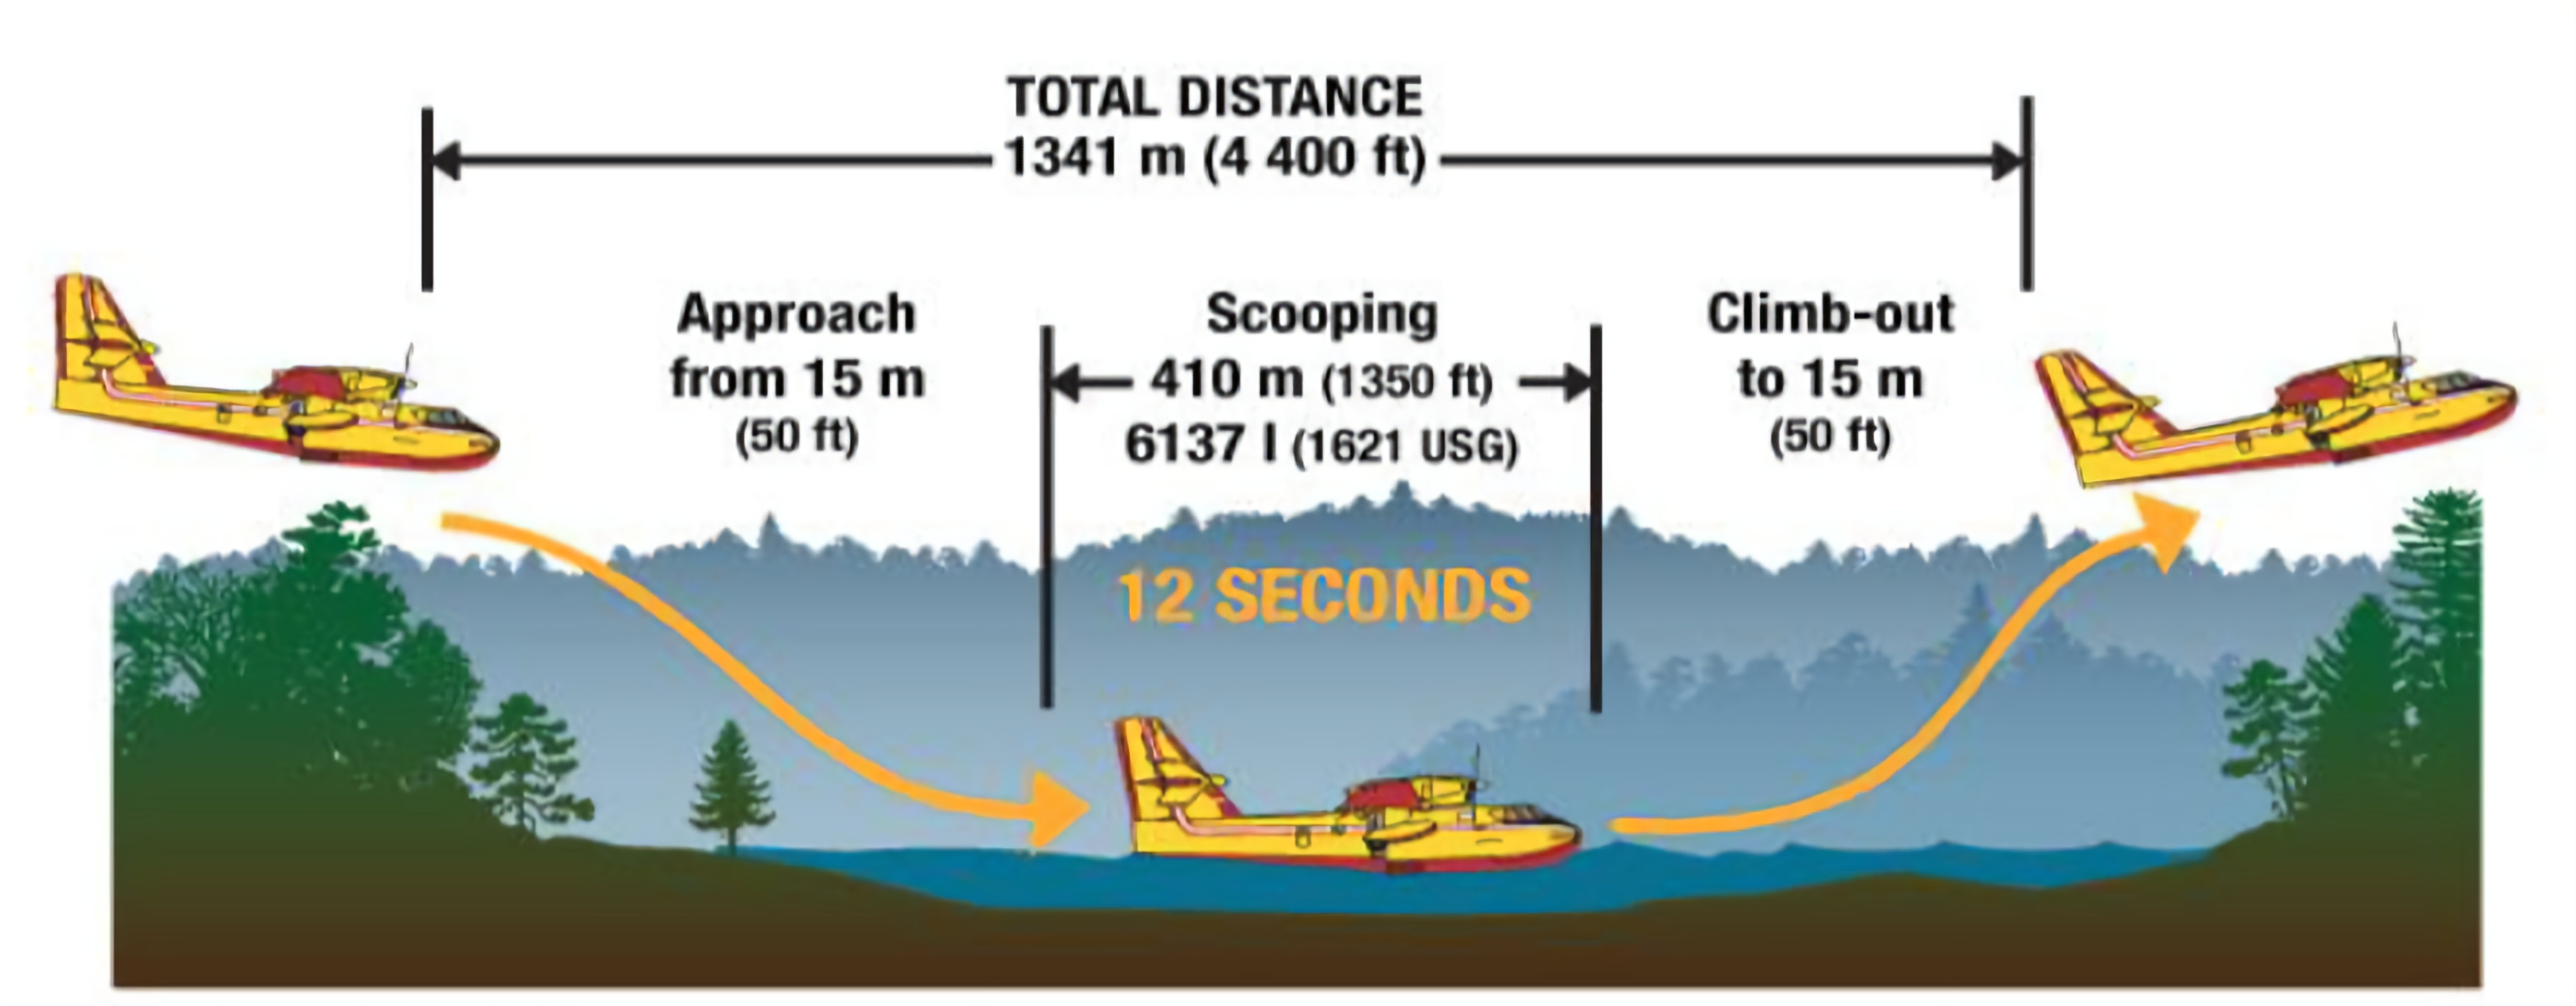 TOTAL DISTANCE
1341 m (4 400 ft)
Approach
from 15 m
(50 ft)
Scooping
410 m (1350 ft)
6137 l (1621 USG)
Climb-out
to 15 m
(50 ft)
12 SECONDS